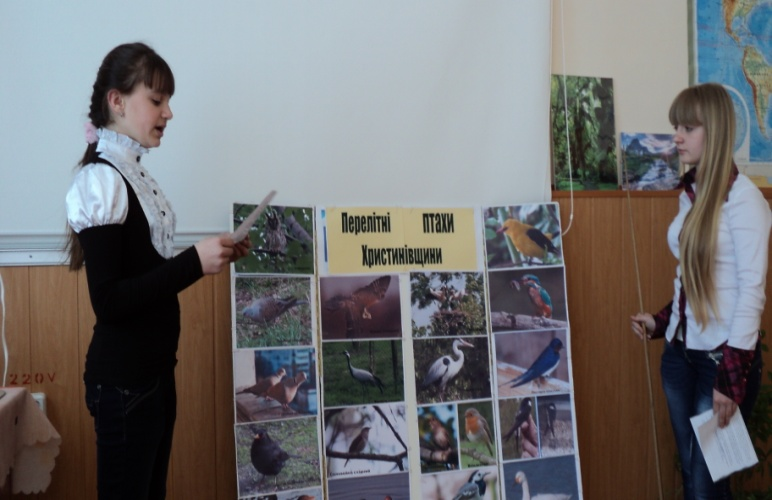 Перелітні птахи
Христинівщини
220V